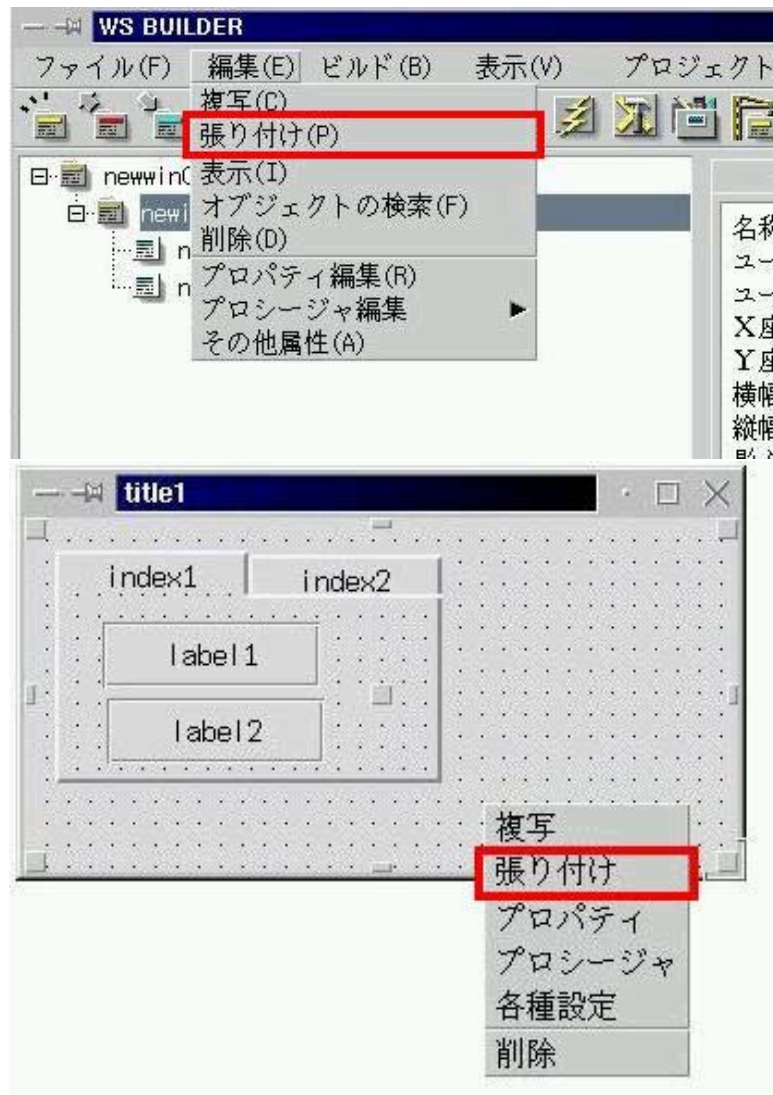 WS BUILDER
ファイル(F) 編集(E) ビルド(B) 表示(V) プロジェクト
複写(C)
張り付け(P)
表示(I)
オブジェクトの検索(F)
削除(D)
プロパティ編集(R)
プロシージャ編集
その他属性(A)
newwin
newi
n
n
名称
ユー
ユー
X座
Y座
横幅
縦幅
title1
index1 index2
label1
label2
複写
張り付け
プロパティ
プロシージャ
各種設定
削除